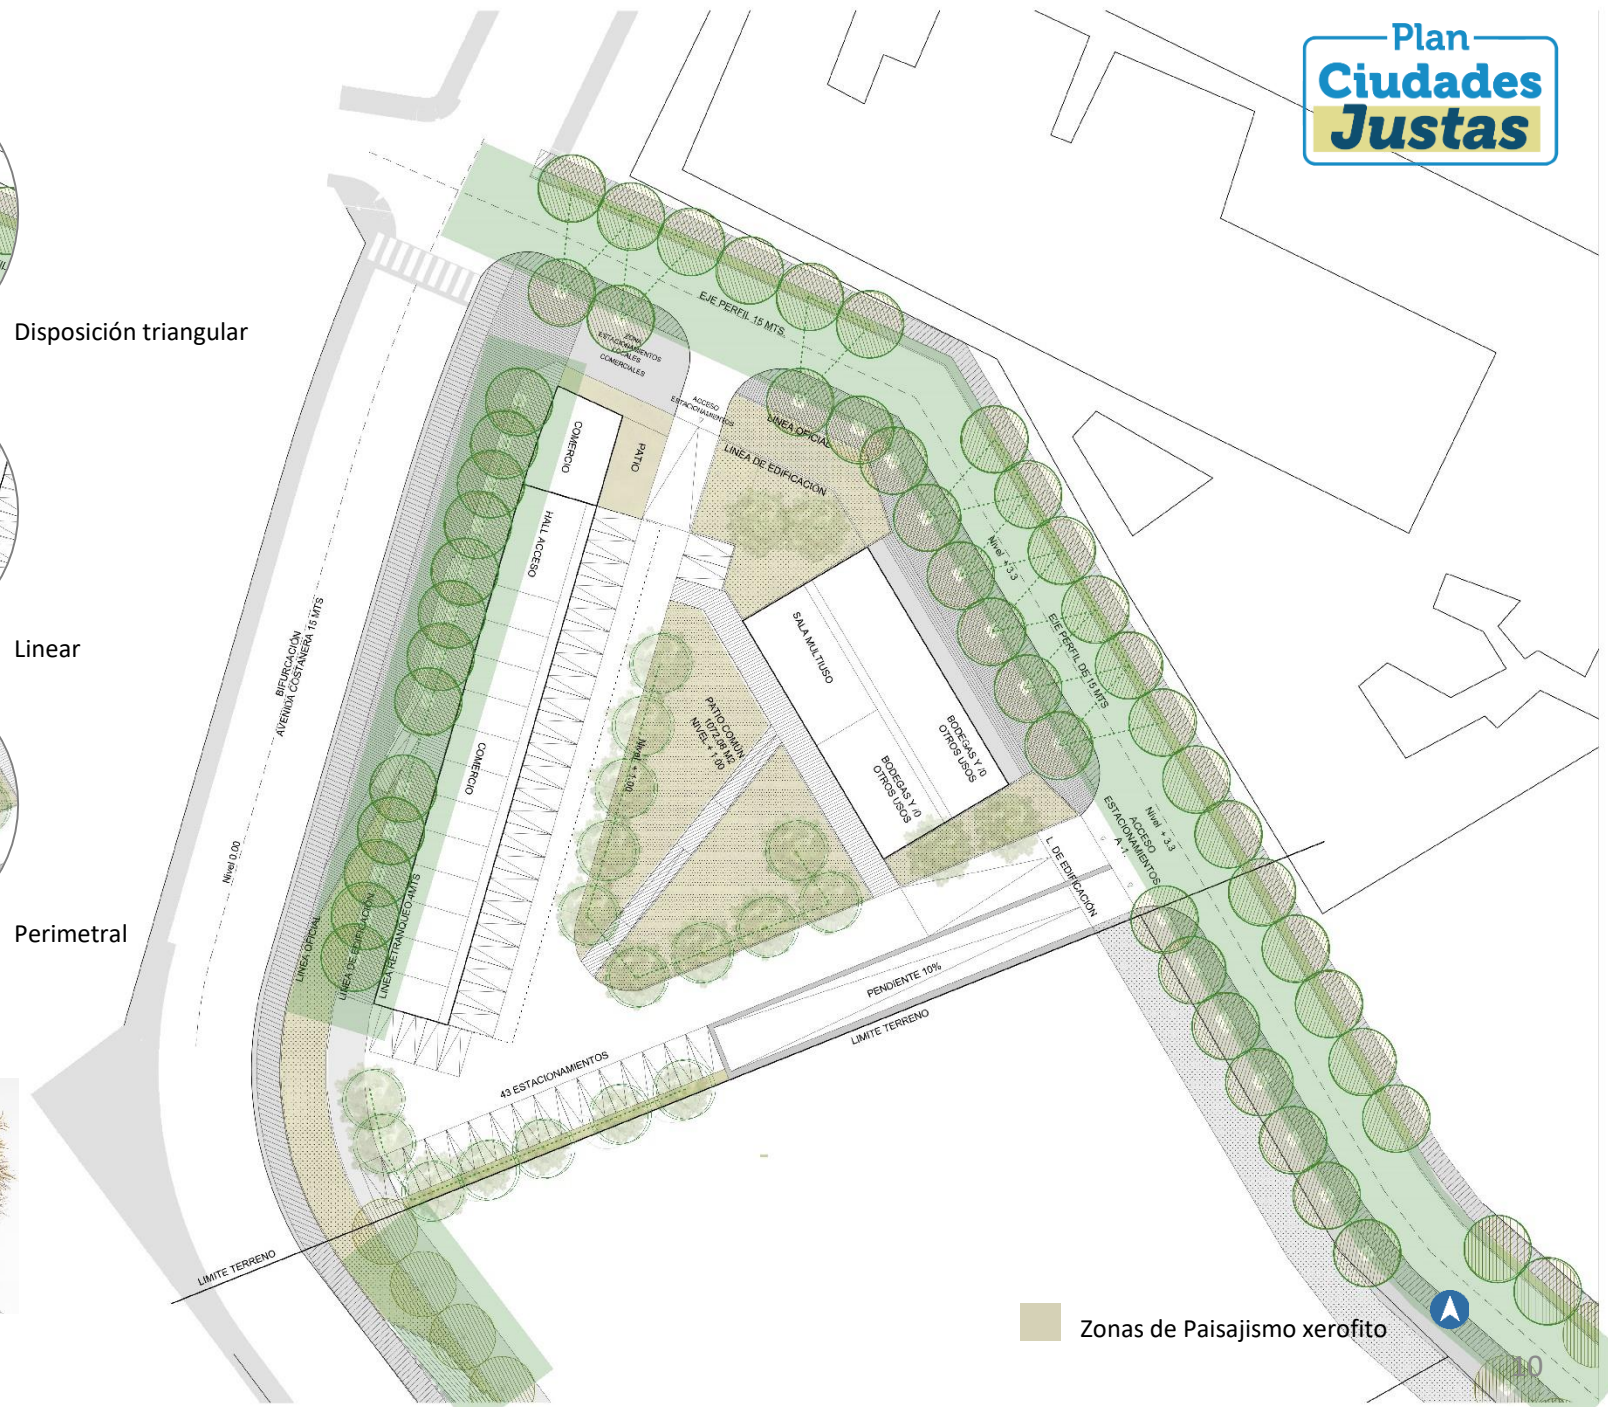 Plan
Ciudades
Justas
Disposición triangular
Linear
Perimetral
EJE PERFIL 15 MTS.
ZONA
ESTACIONAMIENTOS
LOCALES
COMERCIALES
ACCESO
ESTACIONAMIENTOS
LINEA OFICIAL
LINEA DE EDIFICACIÓN
COMERCIO
PATIO
HALL ACCESO
COMERCIO
BIFURCACIÓN
AVENIDA COSTANERA 15 MTS
Nivel 0.00
LINEA OFICIAL
LINEA DE EDIFICACION
LINEA RETRANQUEO 4MTS
Nivel + 3.3
EJE PERFIL DE 15 MTS
SALA MULTIUSO
BODEGAS Y /O
OTROS USOS
BODEGAS Y /O
OTROS USOS
PATIO COMÚN
1072.06 M2
NIVEL + 1.00
Nivel + 1.00
Nivel + 3.3
ACCESO
ESTACIONAMIENTOS
A -1
L. DE EDIFICACIÓN
PENDIENTE 10%
LIMITE TERRENO
43 ESTACIONAMIENTOS
LIMITE TERRENO
Zonas de Paisajismo xerofito
10